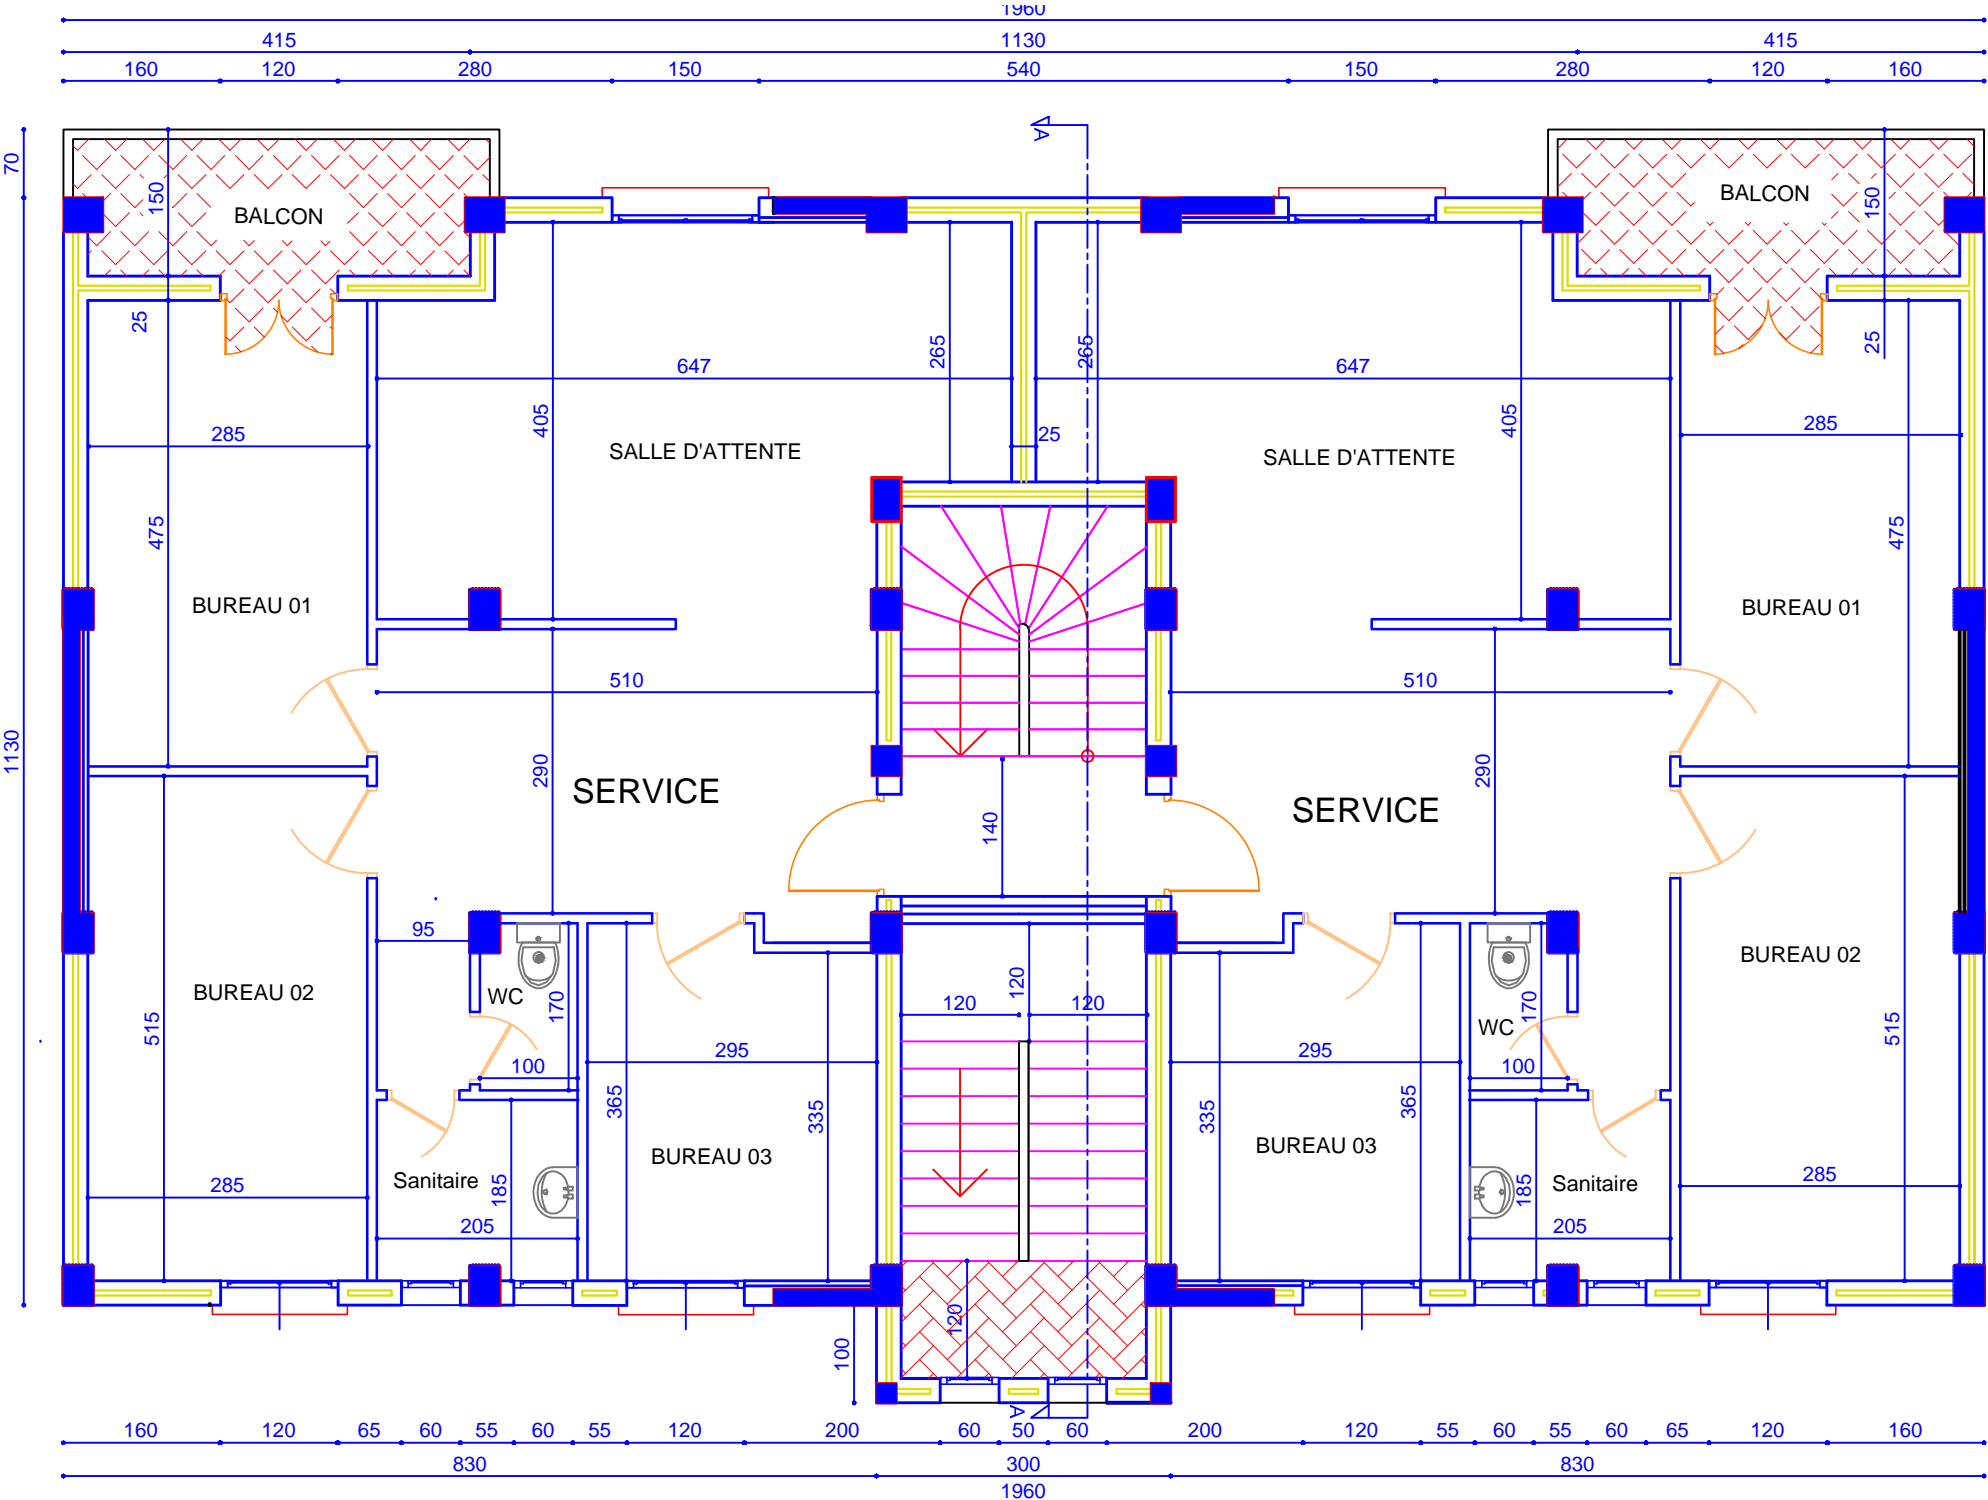 1960
415 1130 415
160 120 280 150 540 150 280 120 160
A
70
150
BALCON
BALCON
150
25
25
265
265
647
647
405
405
285
25
285
SALLE D'ATTENTE
SALLE D'ATTENTE
475
475
BUREAU 01
BUREAU 01
510
510
1130
290
290
SERVICE
SERVICE
140
95
BUREAU 02
BUREAU 02
WC
170
120
120
120
WC
170
515
515
295
295
100
100
365
335
335
365
BUREAU 03
BUREAU 03
Sanitaire
185
185
Sanitaire
285
285
205
205
120
100
A
160 120 65 60 55 60 55 120 200 60 50 60 200 120 55 60 55 60 65 120 160
830 300 830
1960